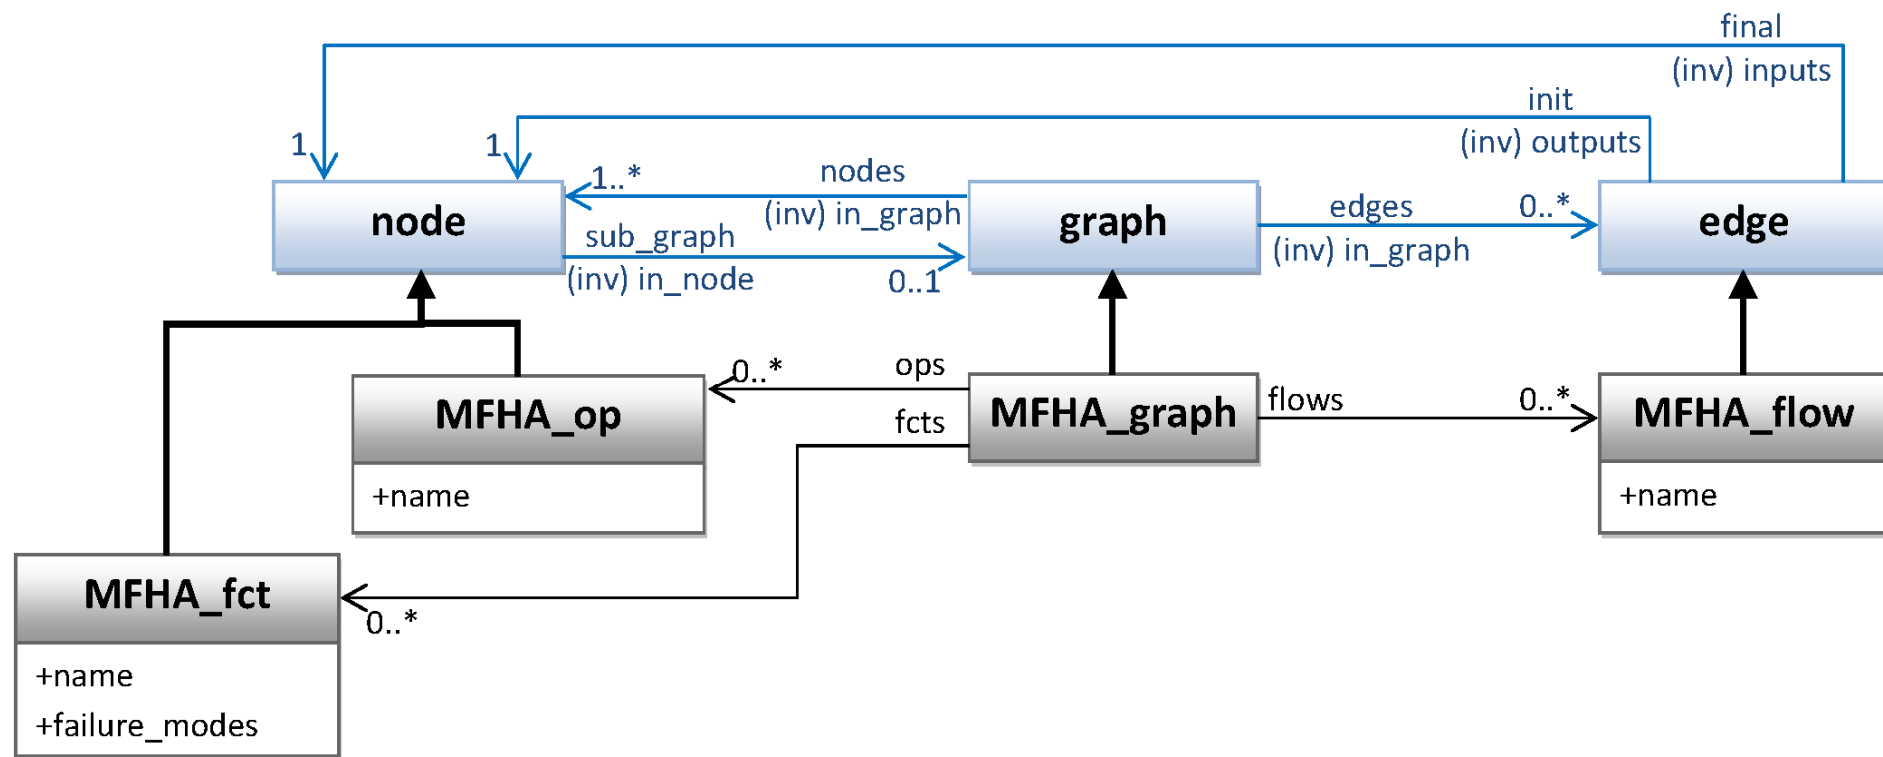 final
(inv) inputs
init
1
1
(inv) outputs
1..*
nodes
node
(inv) in_graph
graph
edges
0..*
edge
sub_graph
(inv) in_graph
(inv) in_node
0..1
0..*
ops
MFHA_op
fcts
MFHA_graph
flows
0..*
MFHA_flow
+name
+name
MFHA_fct
0..*
+name
+failure_modes